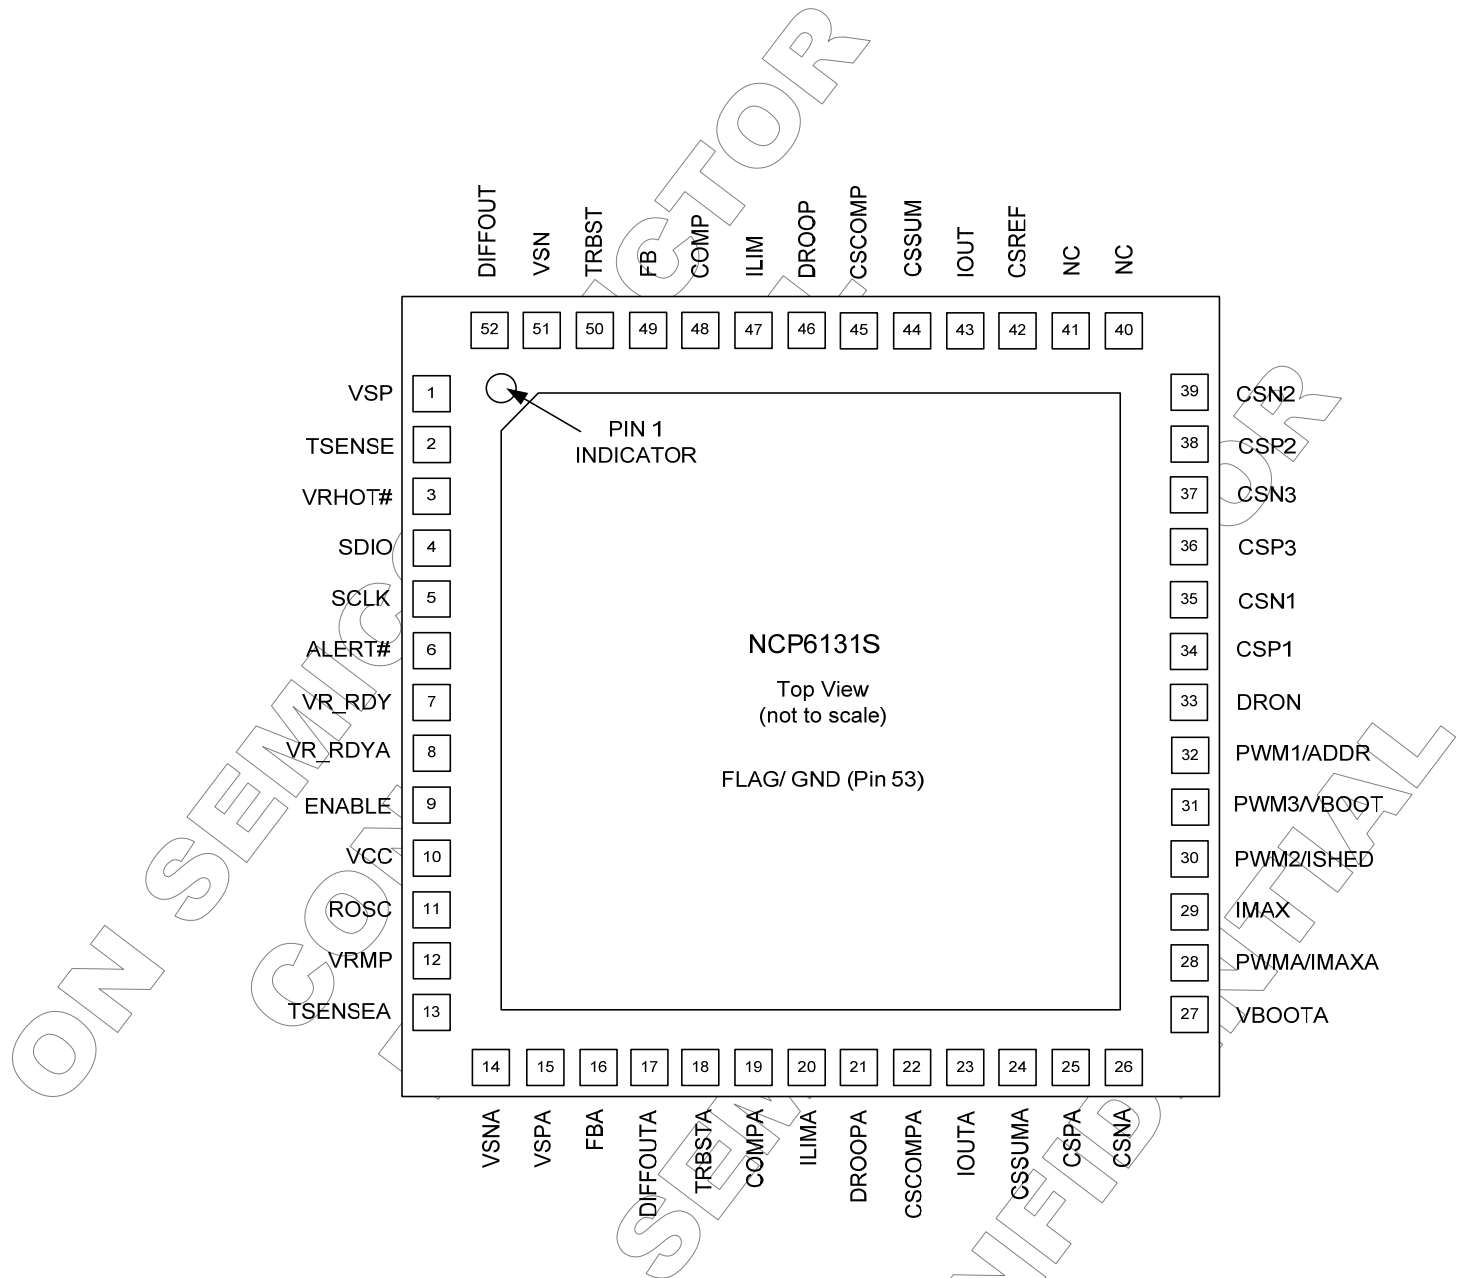 DIFFOUT
VSN
TRBST
FB
COMP
ILIM
DROOP
CSCOMP
CSSUM
IOUT
CSREF
NC
NC
52 51 50 49 48 47 46 45 44 43 42 41 40
VSP 1
TSENSE 2
VRHOT# 3
SDIO 4
SCLK 5
ALERT# 6
VR_RDY 7
VR_RDYA 8
ENABLE 9
VCC 10
ROSC 11
VRMP 12
TSENSEA 13
PIN 1
INDICATOR
NCP6131S
Top View
(not to scale)
FLAG/ GND (Pin 53)
39 CSN2
38 CSP2
37 CSN3
36 CSP3
35 CSN1
34 CSP1
33 DRON
32 PWM1/ADDR
31 PWM3/VBOOT
30 PWM2/ISHED
29 IMAX
28 PWMA/IMAXA
27 VBOOTA
14 15 16 17 18 19 20 21 22 23 24 25 26
VSNA
VSPA
FBA
DIFFOUTA
TRBSTA
COMPA
ILIMA
DROOPA
CSCOMPA
IOUTA
CSSUMA
CSPA
CSNA
ON SEMIC
CTOR